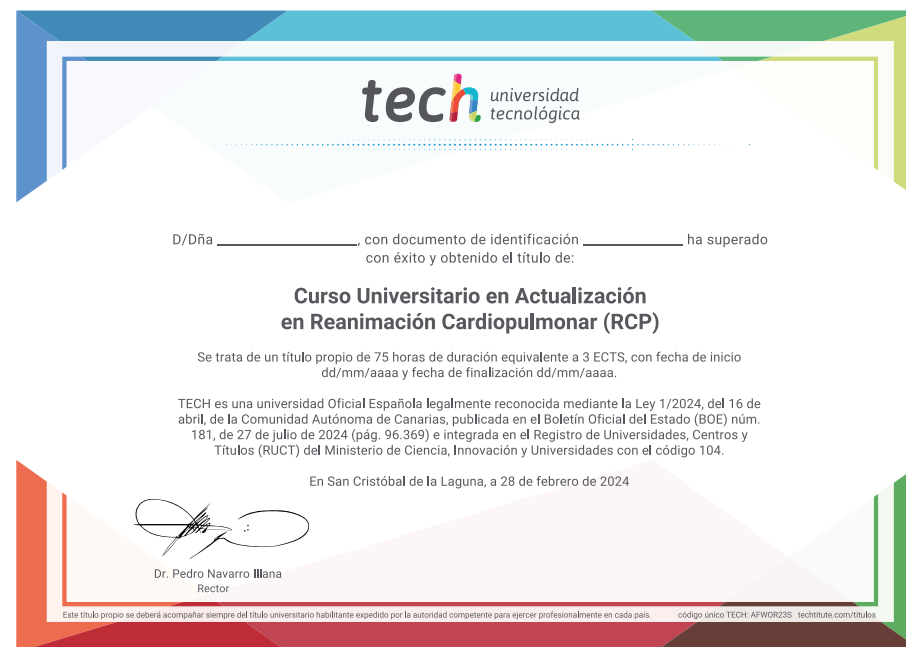 tech universidad
tecnológica
D/Dña ____________________, con documento de identificación ______________ ha superado
con éxito y obtenido el título de:
Curso Universitario en Actualización
en Reanimación Cardiopulmonar (RCP)
Se trata de un título propio de 75 horas de duración equivalente a 3 ECTS, con fecha de inicio
dd/mm/aaaa y fecha de finalización dd/mm/aaaa.
TECH es una universidad Oficial Española legalmente reconocida mediante la Ley 1/2024, del 16 de
abril, de la Comunidad Autónoma de Canarias, publicada en el Boletín Oficial del Estado (BOE) núm.
181, de 27 de julio de 2024 (pág. 96.369) e integrada en el Registro de Universidades, Centros y
Títulos (RUCT) del Ministerio de Ciencia, Innovación y Universidades con el código 104.
En San Cristóbal de la Laguna, a 28 de febrero de 2024
Dr. Pedro Navarro Illana
Rector
Este título propio se deberá acompañar siempre del título universitario habilitante expedido por la autoridad competente para ejercer profesionalmente en cada país. código único TECH: AFWOR23S techtitute.com/titulos